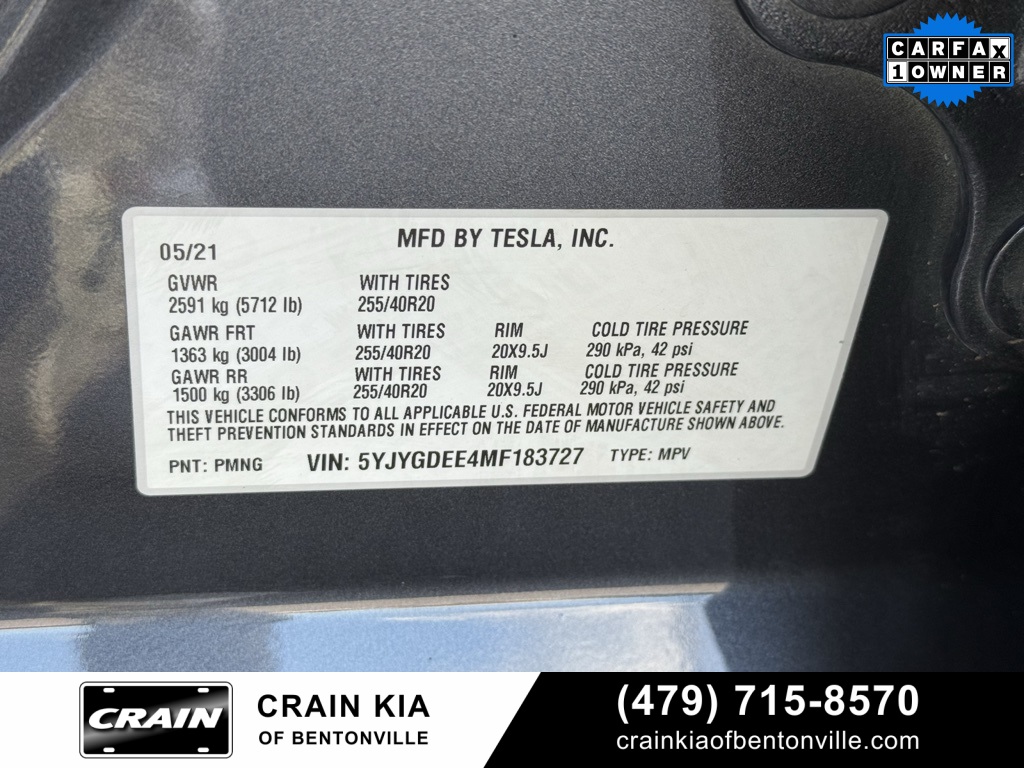 CARFAX
1 OWNER
05/21 MFD BY TESLA, INC.
GVWR WITH TIRES
2591 kg (5712 lb) 255/40R20
GAWR FRT WITH TIRES RIM COLD TIRE PRESSURE
1363 kg (3004 lb) 255/40R20 20X9.5J 290 kPa, 42 psi
GAWR RR WITH TIRES RIM COLD TIRE PRESSURE
1500 kg (3306 lb) 255/40R20 20X9.5J 290 kPa, 42 psi
THIS VEHICLE CONFORMS TO ALL APPLICABLE U.S. FEDERAL MOTOR VEHICLE SAFETY AND
THEFT PREVENTION STANDARDS IN EFFECT ON THE DATE OF MANUFACTURE SHOWN ABOVE.
PNT: PMNG VIN: 5YJYGDEE4MF183727 TYPE: MPV
CRAIN
CRAIN KIA
OF BENTONVILLE
(479) 715-8570
crainkiaofbentonville.com